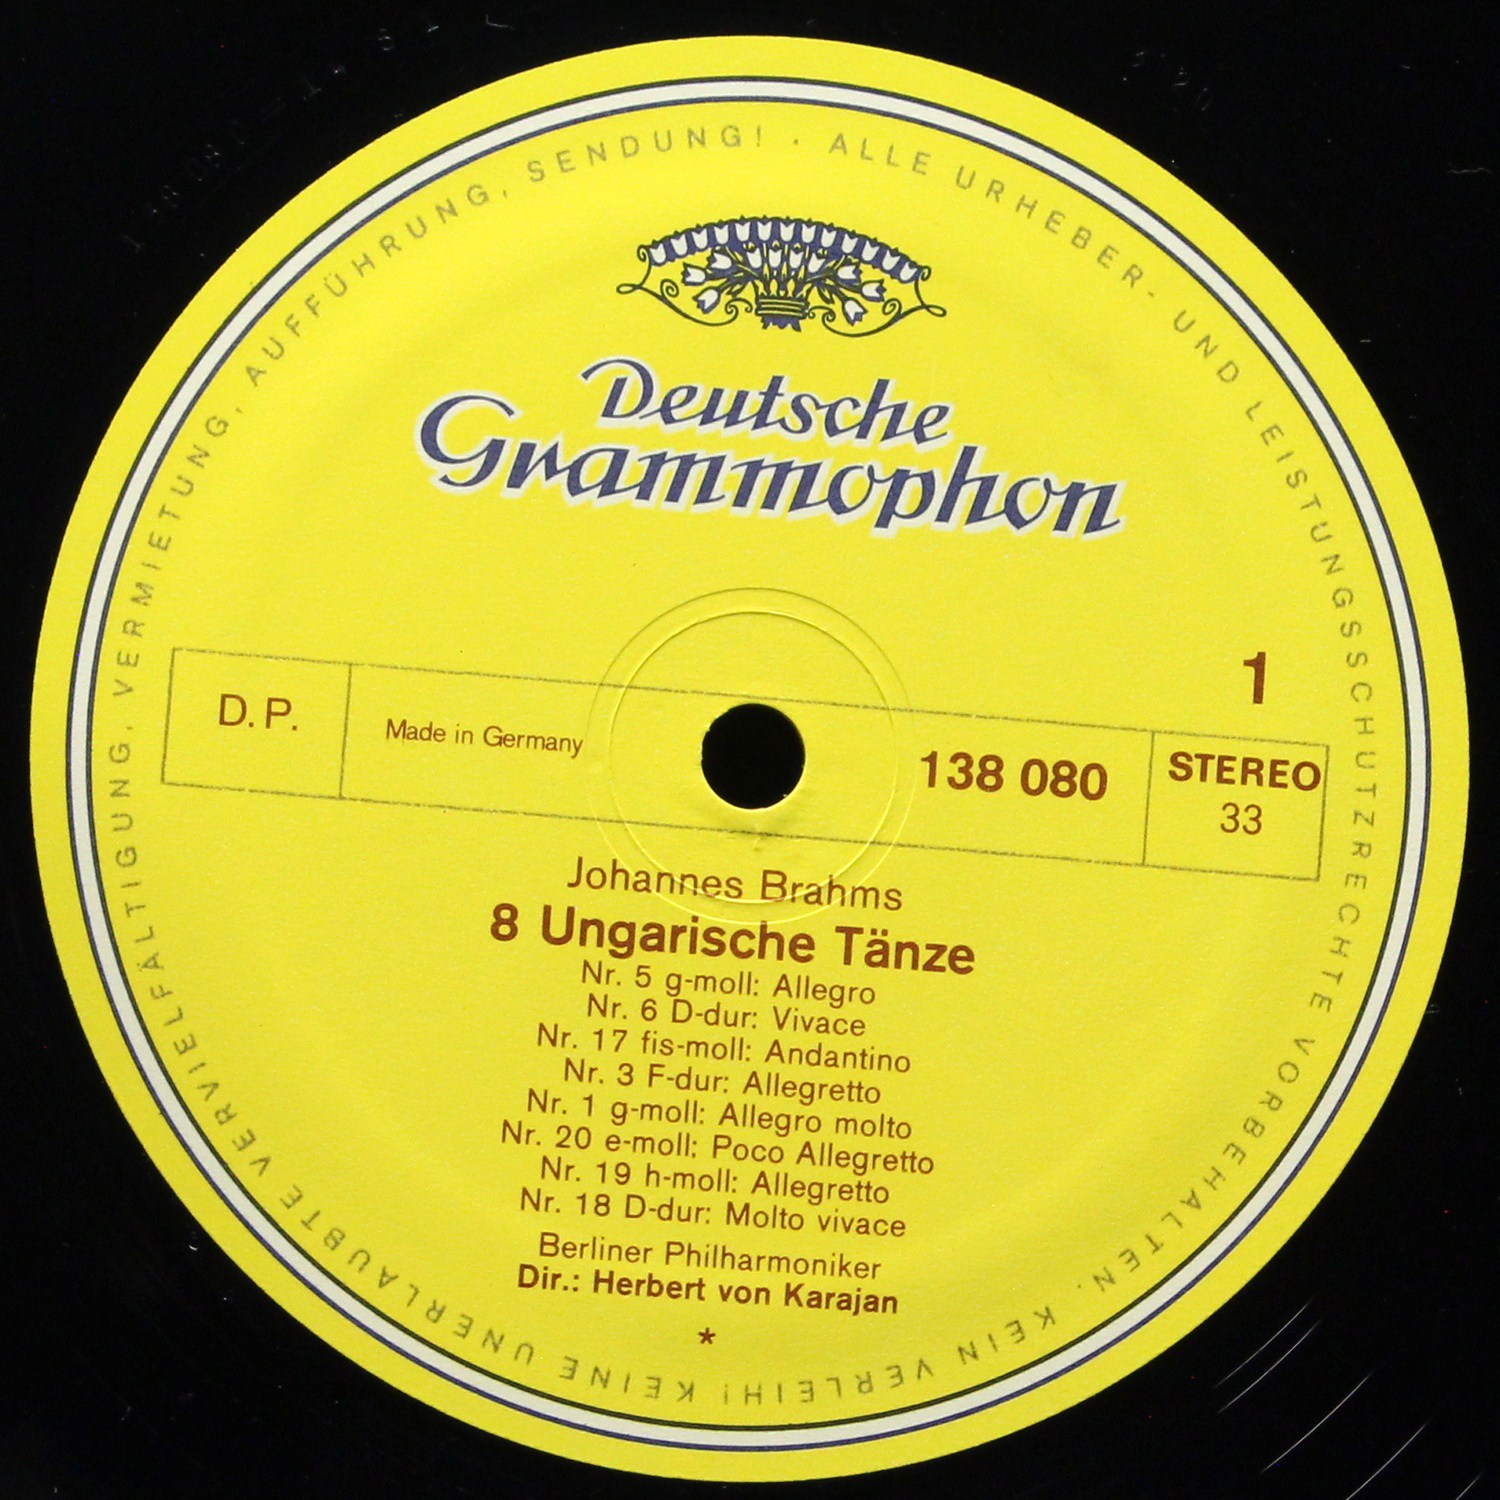 ALLE URHEBER- UND LEISTUNGSSCHUTZRECHTE VORBEHALTEN. KEIN VERLEIH! KEINE UNERLAUBTE VERVIELFÄLTIGUNG, VERMIETUNG, AUFFÜHRUNG, SENDUNG! ·
Deutsche
Grammophon
1
D.P.
Made in Germany
138 080
STEREO
33
Johannes Brahms
8 Ungarische Tänze
Nr. 5 g-moll: Allegro
Nr. 6 D-dur: Vivace
Nr. 17 fis-moll: Andantino
Nr. 3 F-dur: Allegretto
Nr. 1 g-moll: Allegro molto
Nr. 20 e-moll: Poco Allegretto
Nr. 19 h-moll: Allegretto
Nr. 18 D-dur: Molto vivace
Berliner Philharmoniker
Dir.: Herbert von Karajan
*